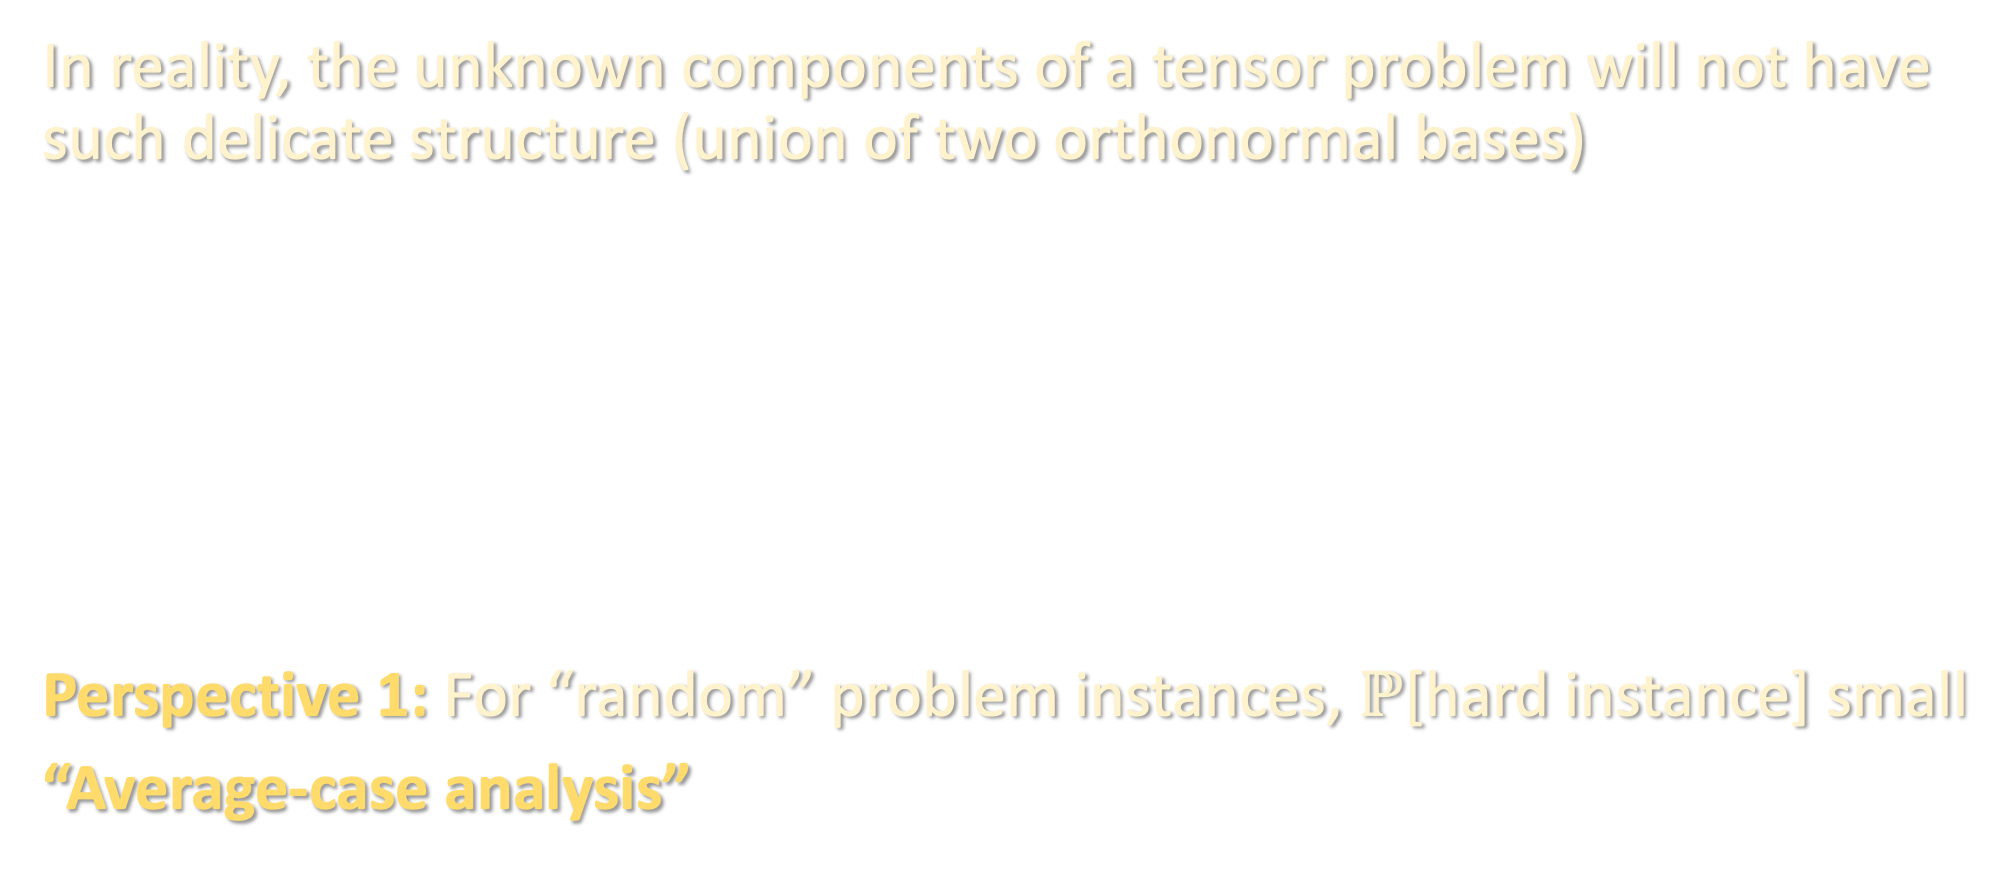 In reality, the unknown components of a tensor problem will not have
such delicate structure (union of two orthonormal bases)
Perspective 1: For “random” problem instances, ℙ[hard instance] small
“Average-case analysis”